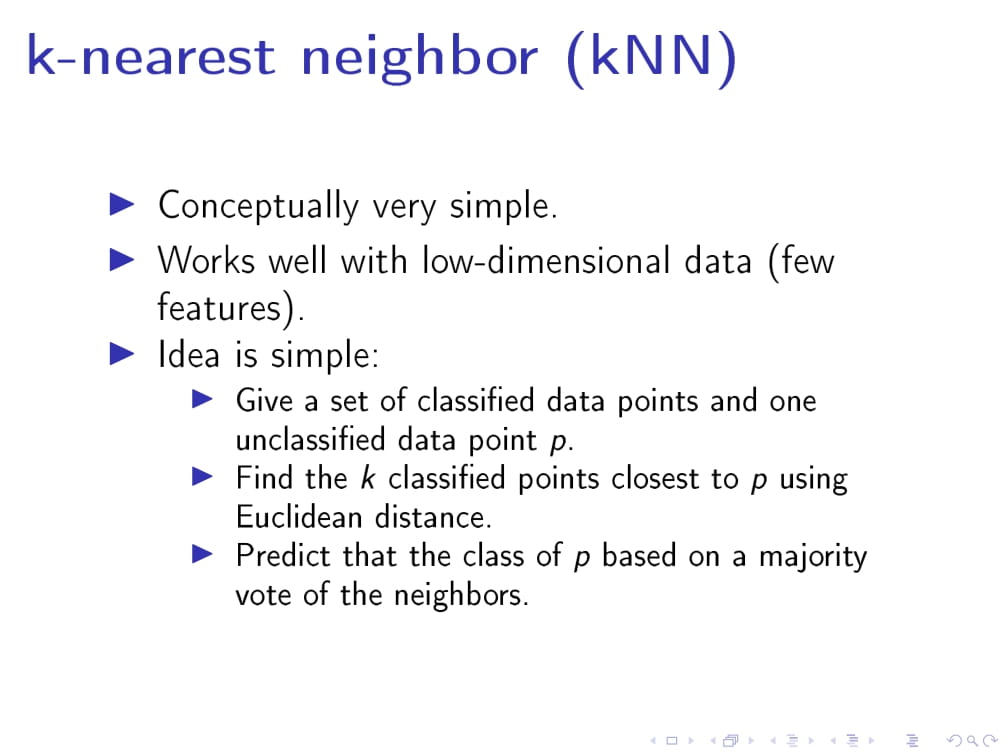 k-nearest neighbor (kNN)
Conceptually very simple.
Works well with low-dimensional data (few
features).
Idea is simple:
Give a set of classified data points and one
unclassified data point p.
Find the k classified points closest to p using
Euclidean distance.
Predict that the class of p based on a majority
vote of the neighbors.